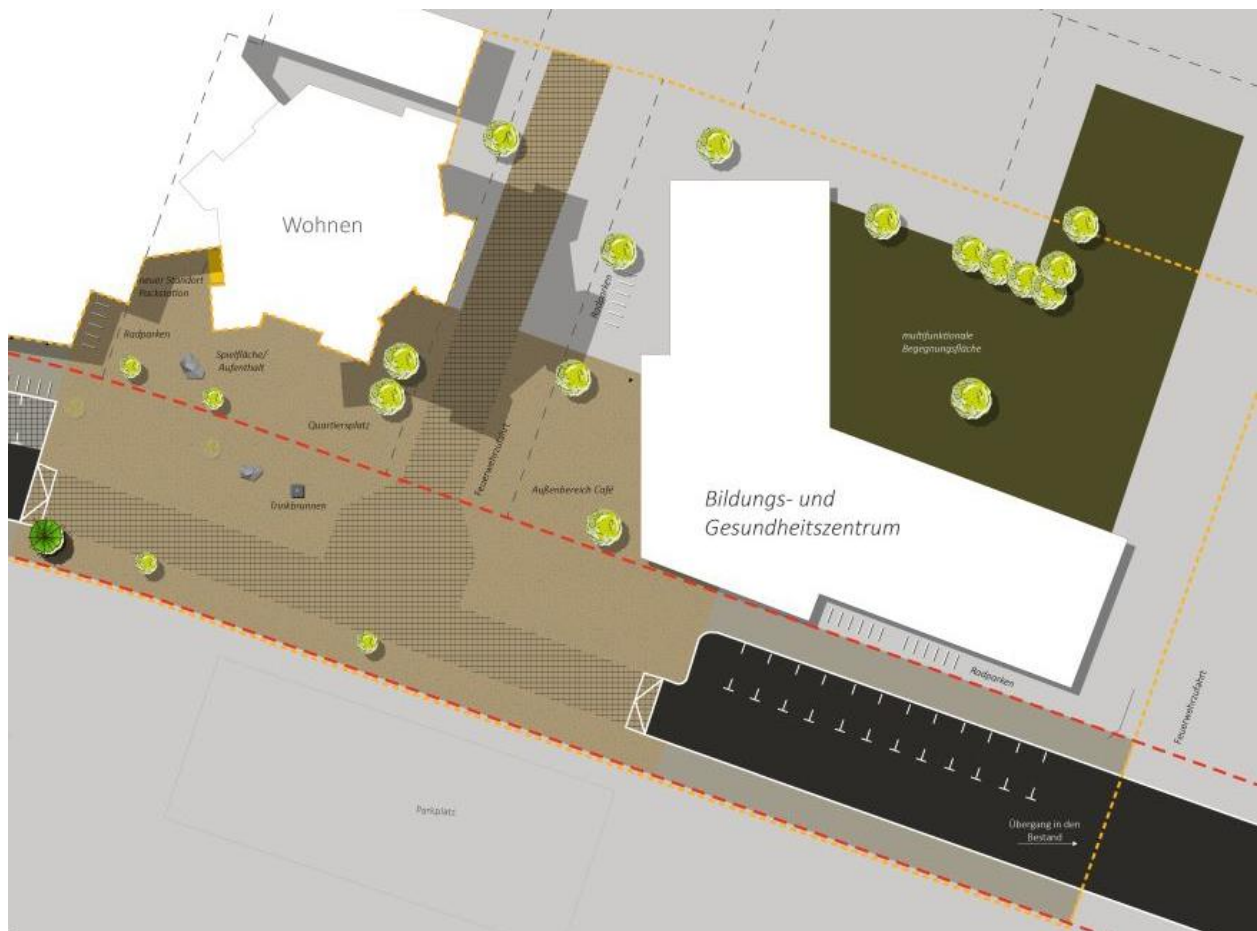 Wohnen
neuer Standort
Packstation
Radparken
Radparken
Spielfläche/
Aufenthalt
multifunktionale
Begegnungsfläche
Quartiersplatz
Feuerwehrzufahrt
Außenbereich Café
Trinkbrunnen
Bildungs- und
Gesundheitszentrum
Radparken
Feuerwehrzufahrt
Parkplatz
Übergang in den
Bestand